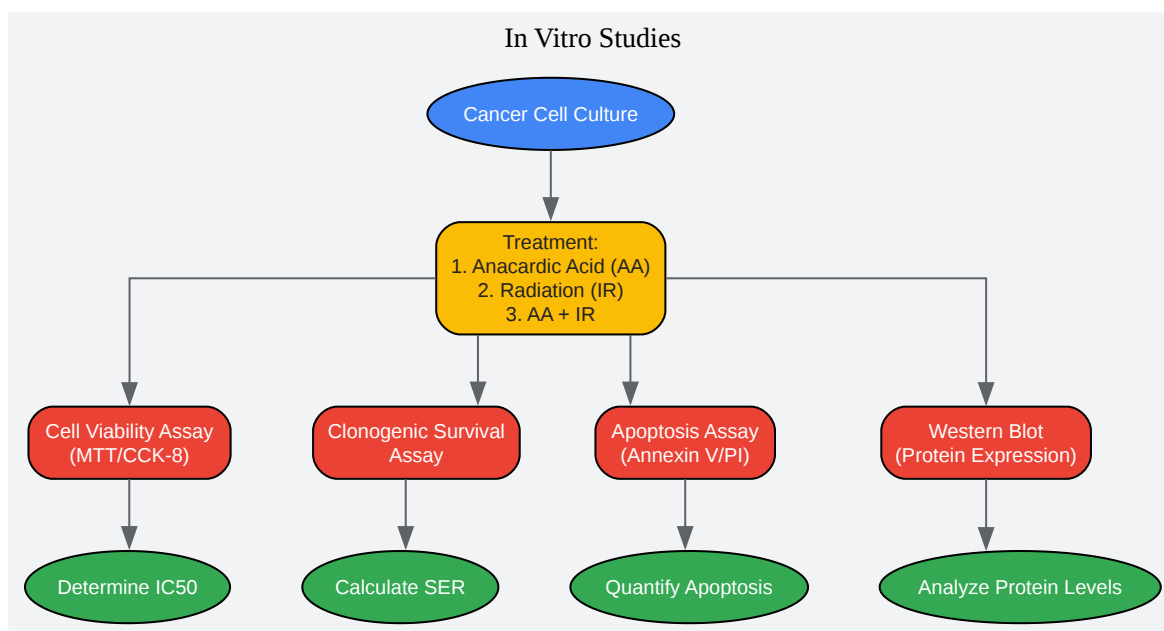 In Vitro Studies
Cancer Cell Culture
Treatment:
1. Anacardic Acid (AA)
2. Radiation (IR)
3. AA + IR
Cell Viability Assay
(MTT/CCK-8)
Clonogenic Survival
Assay
Apoptosis Assay
(Annexin V/PI)
Western Blot
(Protein Expression)
Determine IC50
Calculate SER
Quantify Apoptosis
Analyze Protein Levels